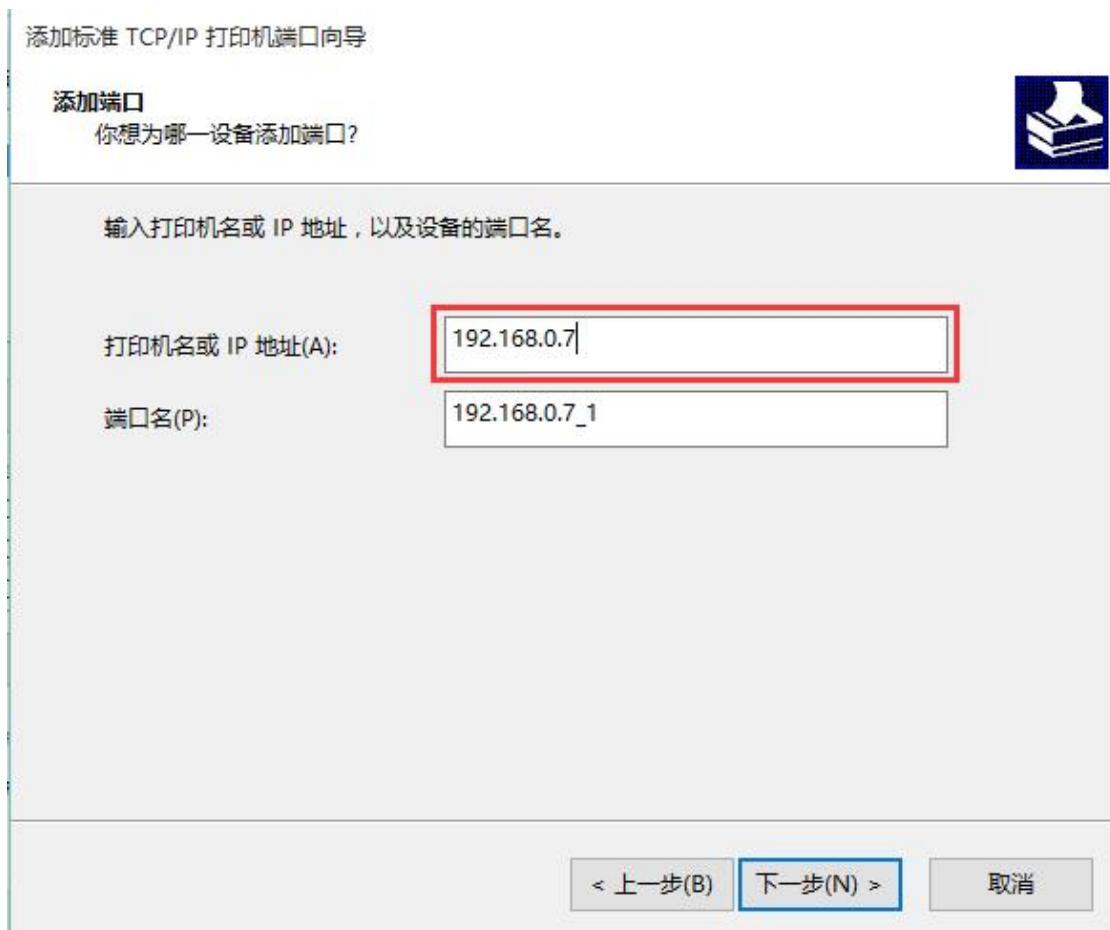 添加标准 TCP/IP 打印机端口向导
添加端口
你想为哪一设备添加端口?
输入打印机名或 IP 地址，以及设备的端口名。
打印机名或 IP 地址(A):
192.168.0.7
端口名(P):
192.168.0.7_1
< 上一步(B)
下一步(N) >
取消